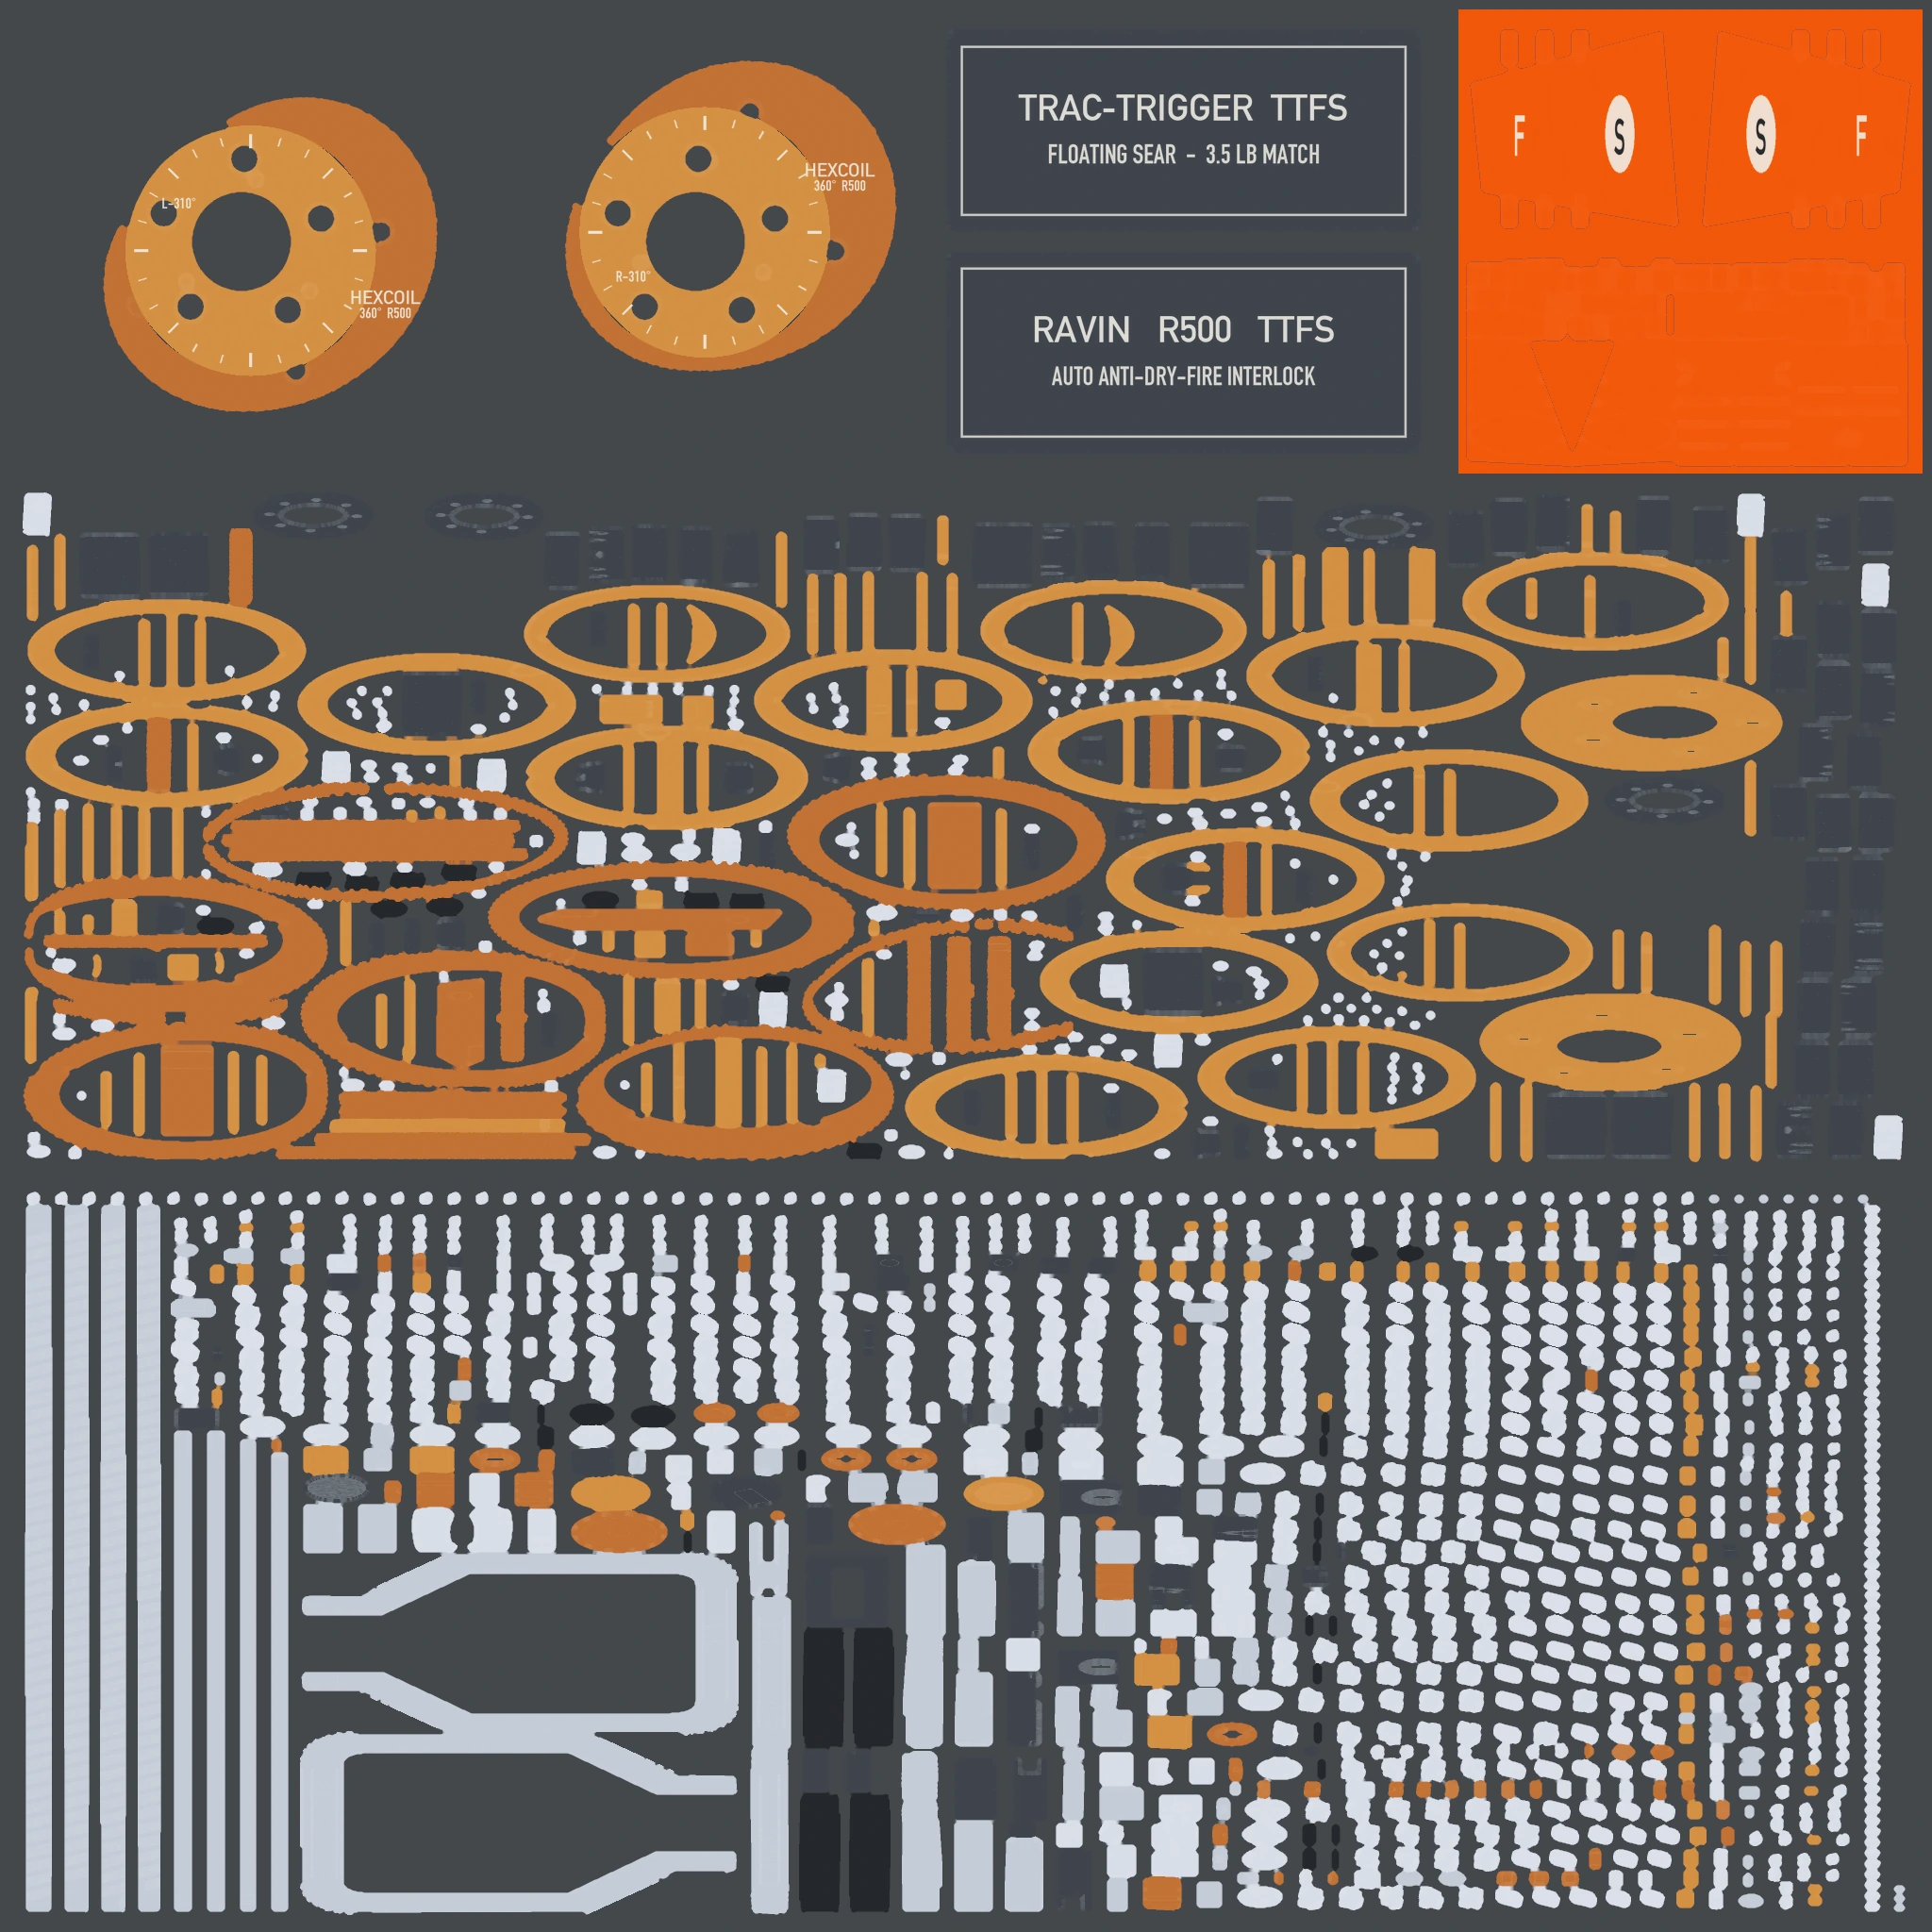 TRAC-TRIGGER TTFS
FLOATING SEAR - 3.5 LB MATCH
F S S F
HEXCOIL
360° R500
L-310°
R-310°
HEXCOIL
360° R500
RAVIN R500 TTFS
AUTO ANTI-DRY-FIRE INTERLOCK